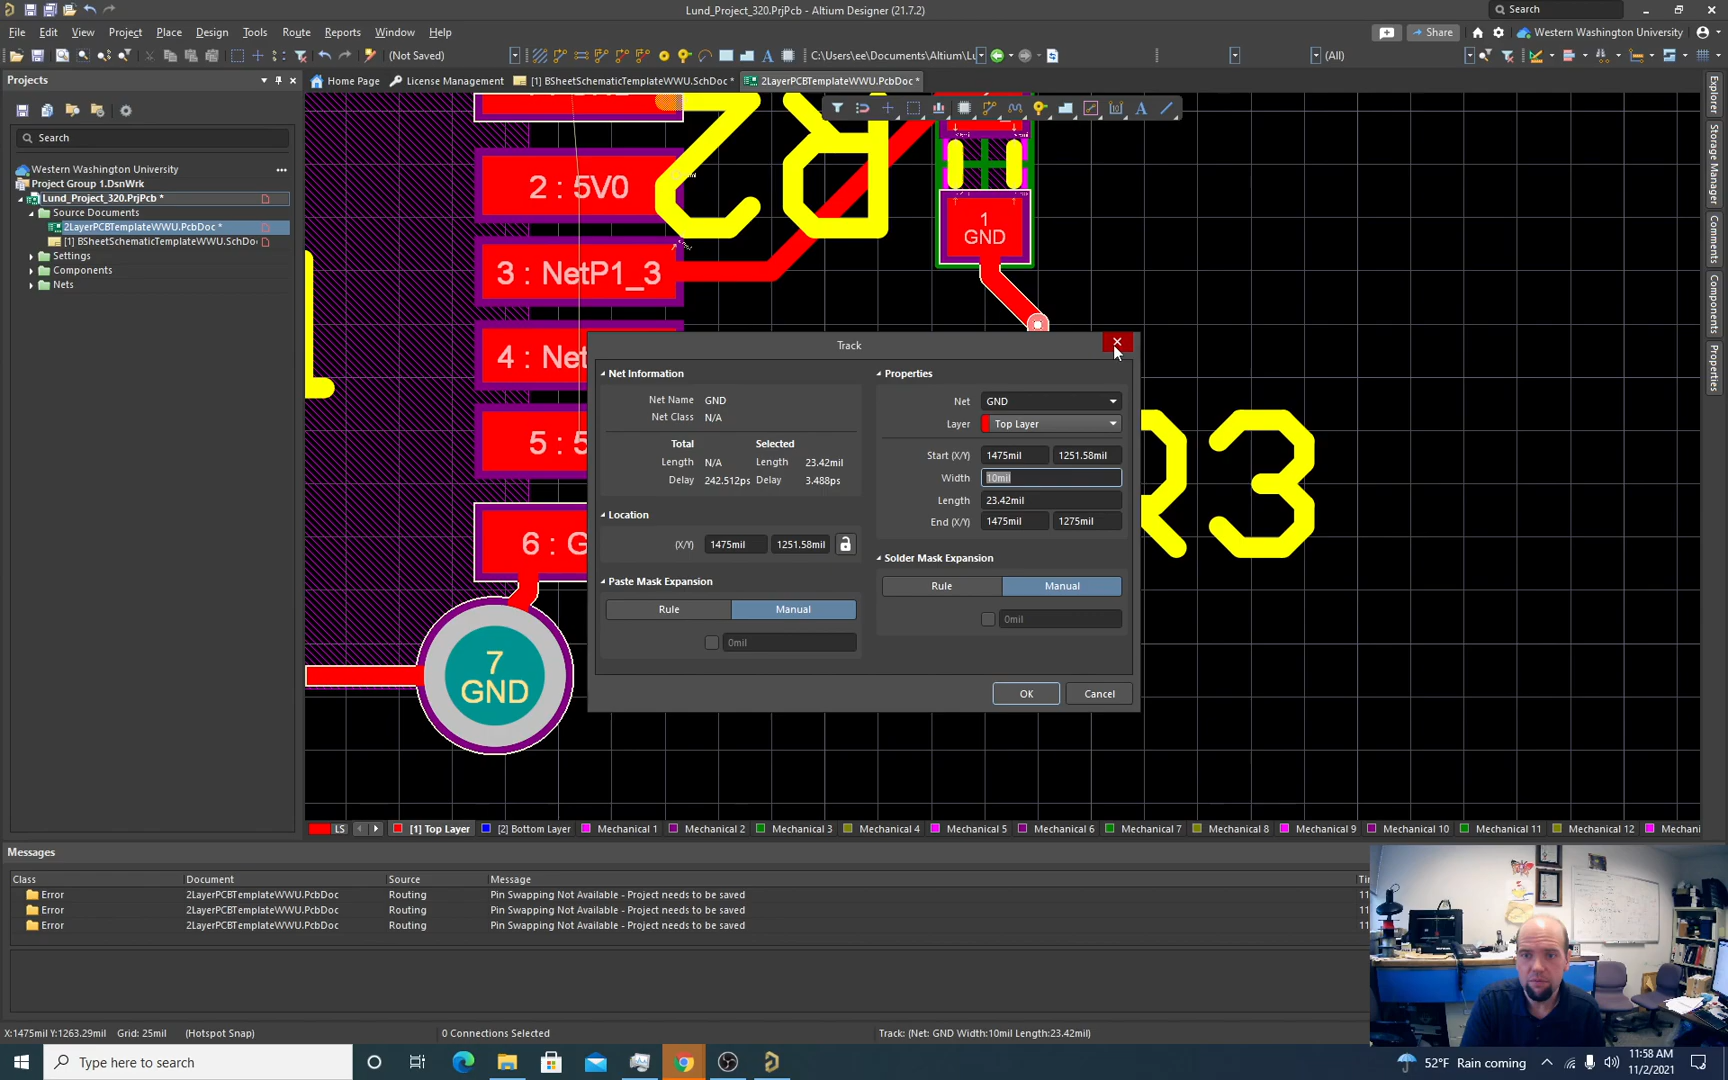 Lund_Project_320.PrjPcb - Altium Designer (21.7.2)
Search
File Edit View Project Place Design Tools Route Reports Window Help
Share
Western Washington University
(Not Saved)
C:\Users\ee\Documents\Altium\Lu
(All)
Projects
Home Page
License Management
[1] BSheetSchematicTemplateWWU.SchDoc *
2LayerPCBTemplateWWU.PcbDoc *
Search
Western Washington University
Project Group 1.DsnWrk
Lund_Project_320.PrjPcb *
Source Documents
2LayerPCBTemplateWWU.PcbDoc *
[1] BSheetSchematicTemplateWWU.SchDo
Settings
Components
Nets
Explorer
Storage Manager
Comments
Components
Properties
2 : 5V0
R2
3 : NetP1_3
4 : Net
5 : 5
6 : G
7
GND
1
GND
R3
Track
Net Information
Net Name GND
Net Class N/A
Total Selected
Length N/A Length 23.42mil
Delay 242.512ps Delay 3.488ps
Location
(X/Y) 1475mil 1251.58mil
Paste Mask Expansion
Rule Manual
0mil
Properties
Net GND
Layer Top Layer
Start (X/Y) 1475mil 1251.58mil
Width 10mil
Length 23.42mil
End (X/Y) 1475mil 1275mil
Solder Mask Expansion
Rule Manual
0mil
OK Cancel
LS [1] Top Layer [2] Bottom Layer Mechanical 1 Mechanical 2 Mechanical 3 Mechanical 4 Mechanical 5 Mechanical 6 Mechanical 7 Mechanical 8 Mechanical 9 Mechanical 10 Mechanical 11 Mechanical 12 Mechani
Messages
Class Document Source Message Tir
Error 2LayerPCBTemplateWWU.PcbDoc Routing Pin Swapping Not Available - Project needs to be saved 11
Error 2LayerPCBTemplateWWU.PcbDoc Routing Pin Swapping Not Available - Project needs to be saved 11
Error 2LayerPCBTemplateWWU.PcbDoc Routing Pin Swapping Not Available - Project needs to be saved 11
X:1475mil Y:1263.29mil Grid: 25mil (Hotspot Snap)
0 Connections Selected
Track: (Net: GND Width:10mil Length:23.42mil)
Type here to search
52°F Rain coming
11:58 AM
11/2/2021